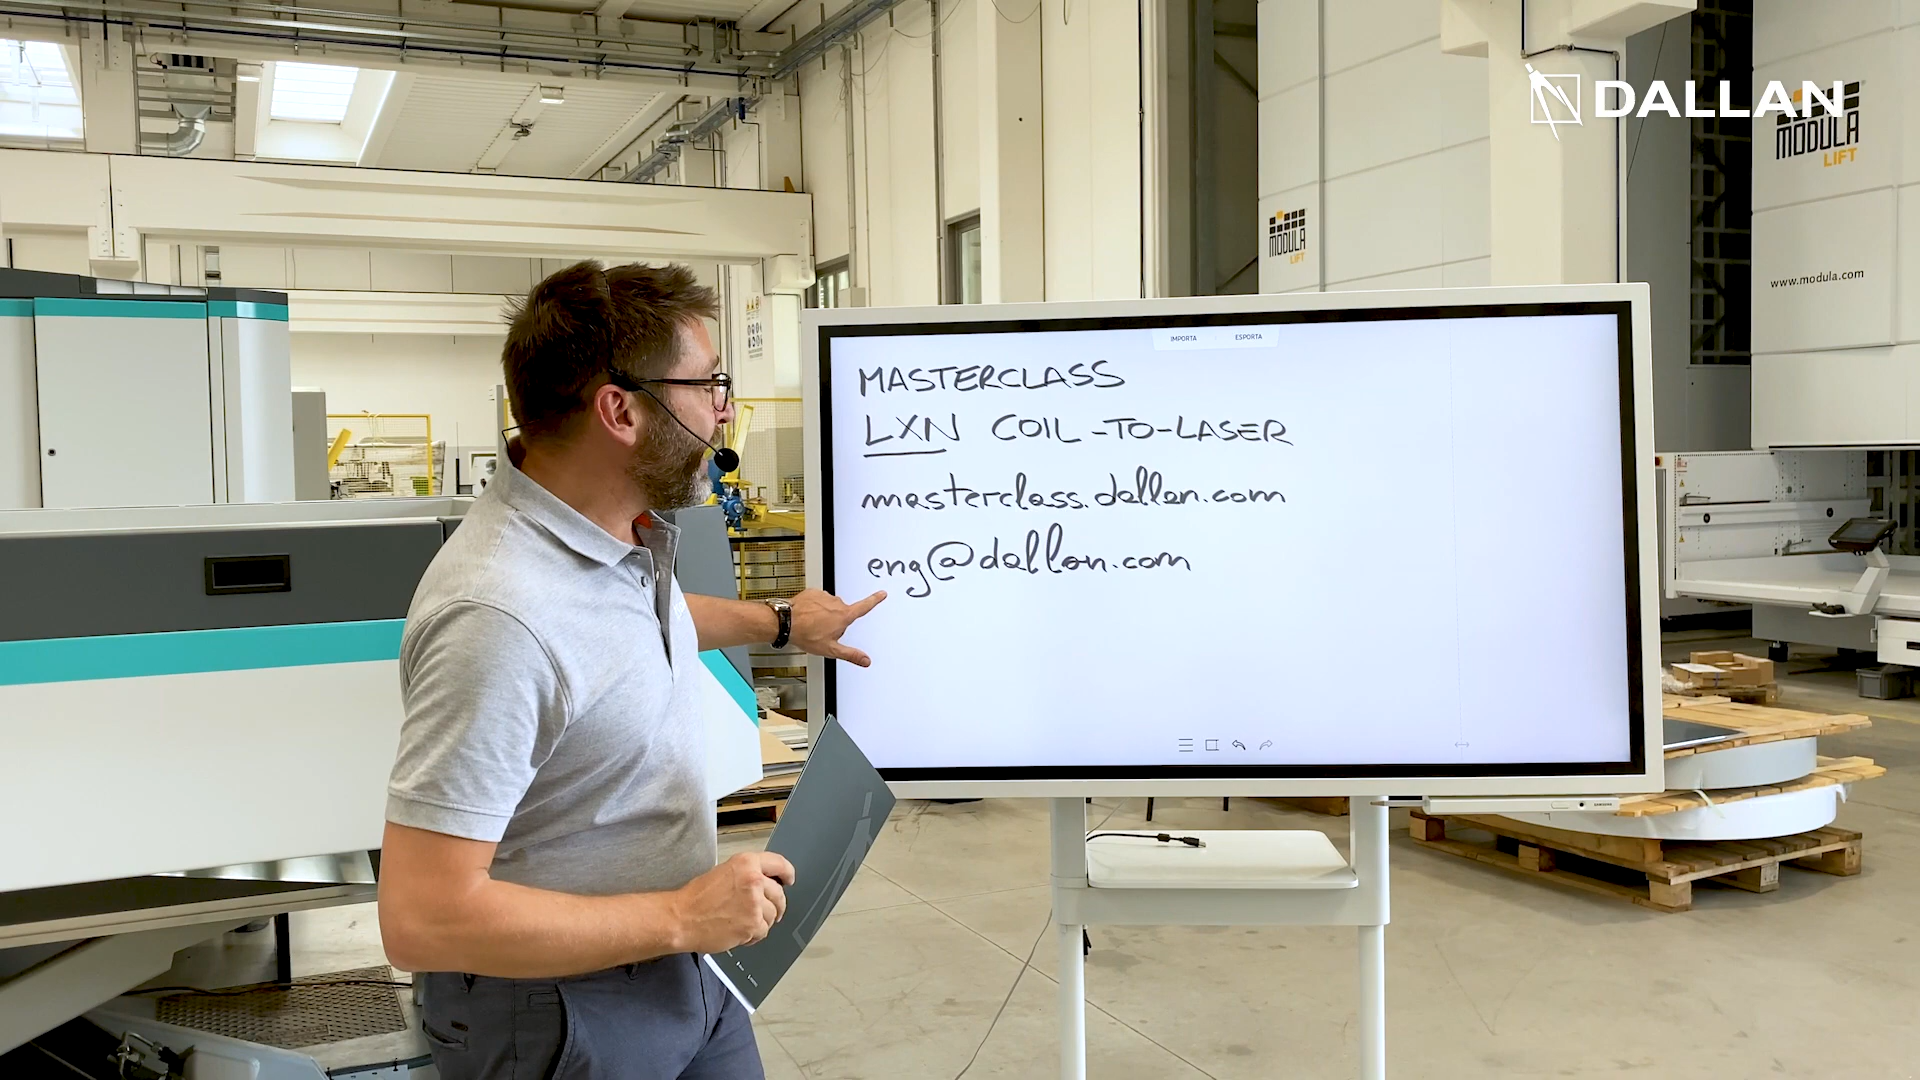 DALLAN
MODULA
LIFT
MODULA
LIFT
www.modula.com
IMPORTA ESPORTA
MASTERCLASS
LXN COIL-TO-LASER
masterclass.dallan.com
eng@dallan.com
SAMSUNG